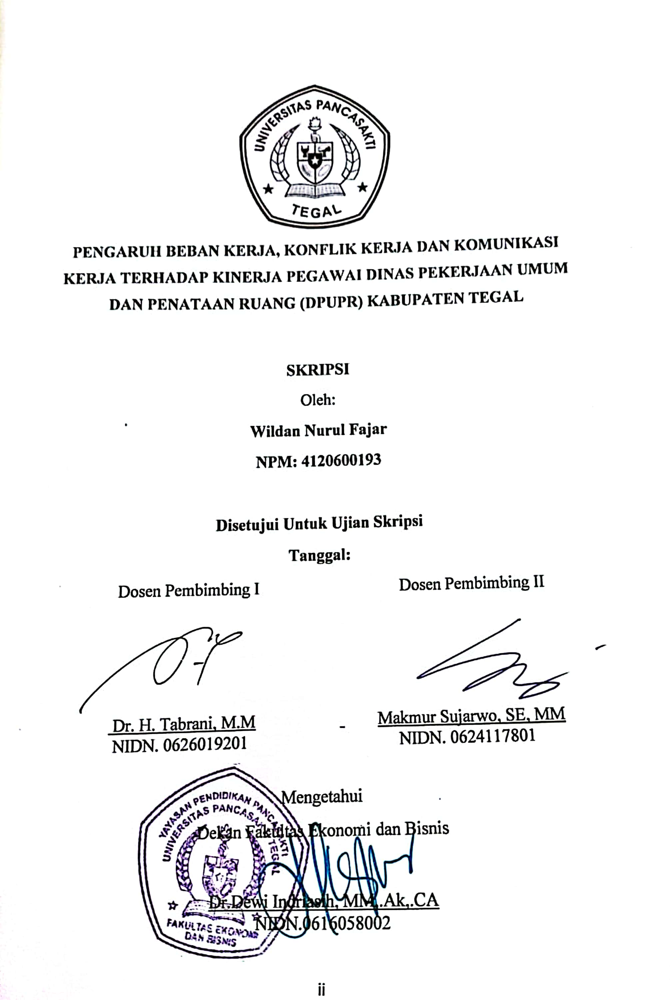 UNIVERSITAS PANCASAKTI
TEGAL
PENGARUH BEBAN KERJA, KONFLIK KERJA DAN KOMUNIKASI
KERJA TERHADAP KINERJA PEGAWAI DINAS PEKERJAAN UMUM
DAN PENATAAN RUANG (DPUPR) KABUPATEN TEGAL
SKRIPSI
Oleh:
Wildan Nurul Fajar
NPM: 4120600193
Disetujui Untuk Ujian Skripsi
Tanggal:
Dosen Pembimbing I
Dosen Pembimbing II
Dr. H. Tabrani, M.M
NIDN. 0626019201
Makmur Sujarwo, SE, MM
NIDN. 0624117801
YAYASAN PENDIDIKAN PANCASAKTI
UNIVERSITAS PANCASAKTI TEGAL
Mengetahui
Dekan Fakultas Ekonomi dan Bisnis
Dr.Dewi Indriasih, MM,.Ak,.CA
NIDN.0616058002
FAKULTAS EKONOMI
DAN BISNIS
ii